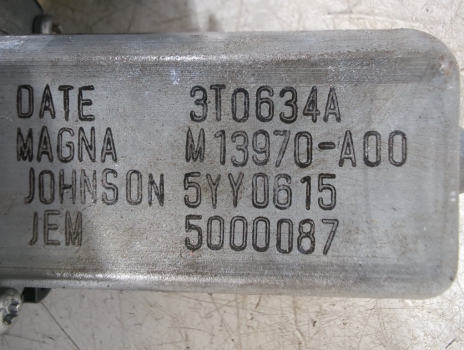 DATE 3T0634A
MAGNA M13970-A00
JOHNSON 5YY0615
JEM 5000087